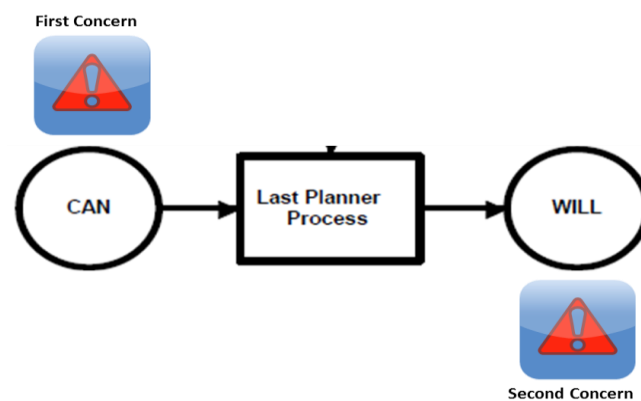 First Concern
CAN
Last Planner
Process
WILL
Second Concern